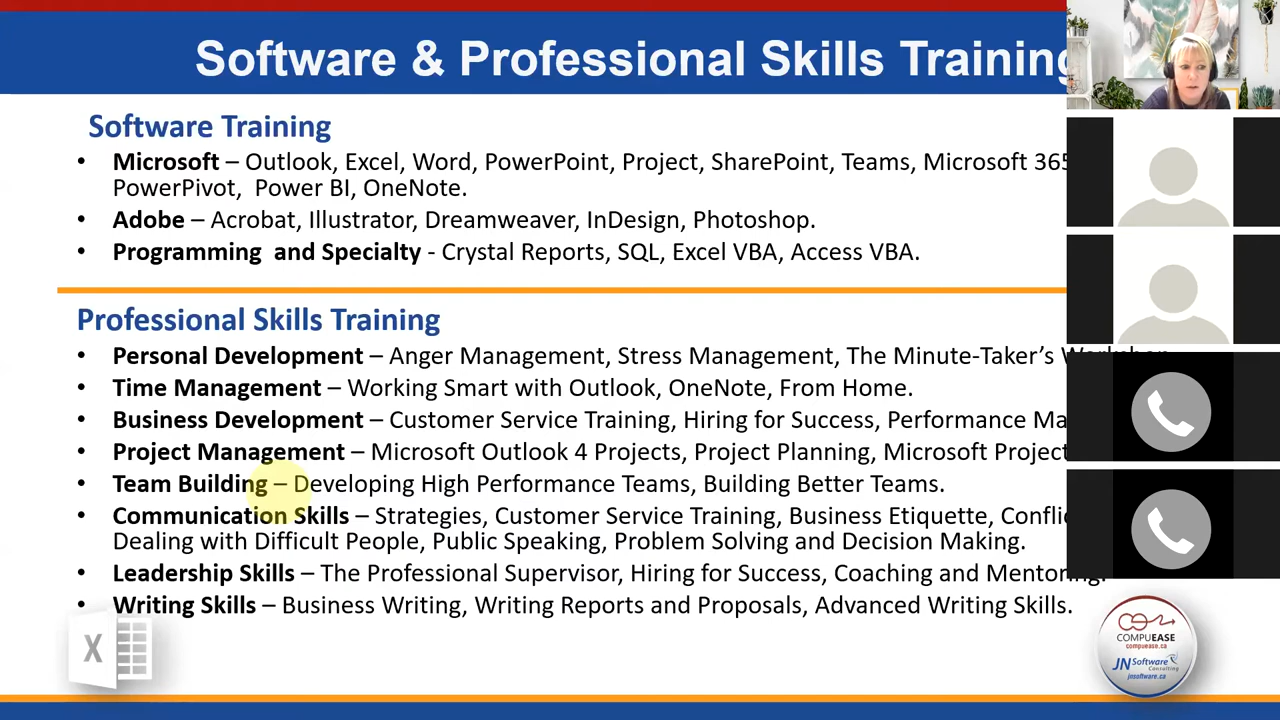 Software & Professional Skills Training
Software Training
• Microsoft – Outlook, Excel, Word, PowerPoint, Project, SharePoint, Teams, Microsoft 365
PowerPivot, Power BI, OneNote.
• Adobe – Acrobat, Illustrator, Dreamweaver, InDesign, Photoshop.
• Programming and Specialty - Crystal Reports, SQL, Excel VBA, Access VBA.
Professional Skills Training
• Personal Development – Anger Management, Stress Management, The Minute-Taker's
• Time Management – Working Smart with Outlook, OneNote, From Home.
• Business Development – Customer Service Training, Hiring for Success, Performance
• Project Management – Microsoft Outlook 4 Projects, Project Planning, Microsoft Project
• Team Building – Developing High Performance Teams, Building Better Teams.
• Communication Skills – Strategies, Customer Service Training, Business Etiquette,
Dealing with Difficult People, Public Speaking, Problem Solving and Decision Making.
• Leadership Skills – The Professional Supervisor, Hiring for Success, Coaching and Mentoring.
• Writing Skills – Business Writing, Writing Reports and Proposals, Advanced Writing Skills.
X
COMPUEASE
compuease.ca
JN Software
Consulting
jnsoftware.ca